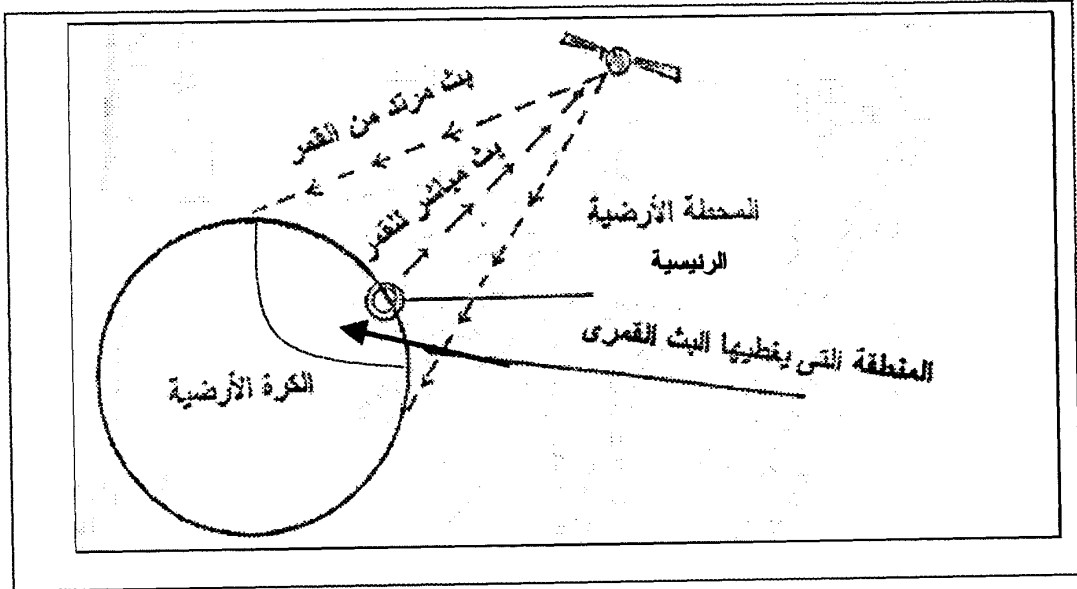 بث مرتد من القمر
بث مباشر للقمر
المحطة الأرضية
الرئيسية
المنطقة التى يغطيها البث القمرى
الكرة الأرضية